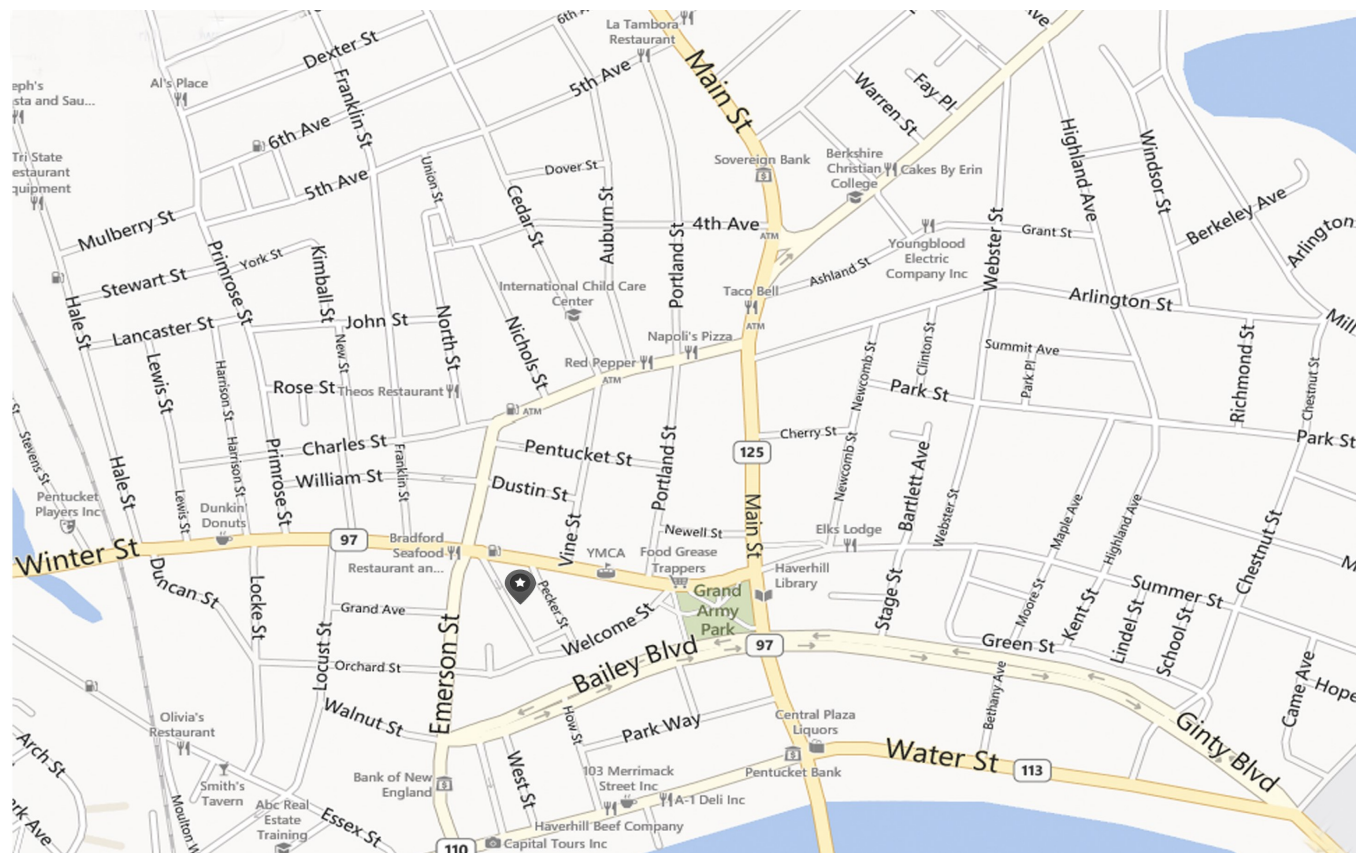 La Tambora
Restaurant
6th A
Ave
Dexter St
Franklin St
Al's Place
eph's
sta and Sau...
5th Ave
Main St
Warren St
Fay Pl
Highland Ave
Windsor St
6th Ave
Tri State
estaurant
quipment
5th Ave
Union St
Dover St
Cedar St
Auburn St
Sovereign Bank
Berkshire
Christian
College
Cakes By Erin
Berkeley Ave
Arlington
Mulberry St
Primrose St
York St
Stewart St
Kimball St
4th Ave
ATM
Portland St
Youngblood
Electric
Company Inc
Grant St
Webster St
Ashland St
International Child Care
Center
Taco Bell
ATM
Arlington St
Mill
Hale St
Lancaster St
John St
North St
Nichols St
Napoli's Pizza
Red Pepper
ATM
Lewis St
Harrison St
New St
Rose St
Theos Restaurant
ATM
Newcomb St
Clinton St
Summit Ave
Park Pl
Park St
Richmond St
Chestnut St
Stevens St
Charles St
Harrison St
Primrose St
Franklin St
William St
Pentucket St
Dustin St
Portland St
Cherry St
125
Newcomb St
Bartlett Ave
Park St
Hale St
Lewis St
Pentucket
Players Inc
Dunkin'
Donuts
97
Bradford
Seafood
Restaurant an...
Vine St
YMCA
Newell St
Food Grease
Trappers
Main St
Elks Lodge
Webster St
Maple Ave
Highland Ave
Chestnut St
M
Winter St
Duncan St
Locke St
Grand Ave
Pecker St
Welcome St
Grand
Army
Park
Haverhill
Library
Stage St
Moore St
Kent St
Lindel St
School St
Summer St
Locust St
Orchard St
Emerson St
Bailey Blvd
97
Green St
Bethany Ave
Came Ave
Hope
Olivia's
Restaurant
Walnut St
How St
Park Way
Central Plaza
Liquors
Water St
113
Ginty Blvd
Arch St
rk Ave
Smith's
Tavern
Bank of New
England
West St
103 Merrimack
Street Inc
Pentucket Bank
A-1 Deli Inc
Moulton W
Abc Real
Estate
Training
Essex St
110
Haverhill Beef Company
Capital Tours Inc